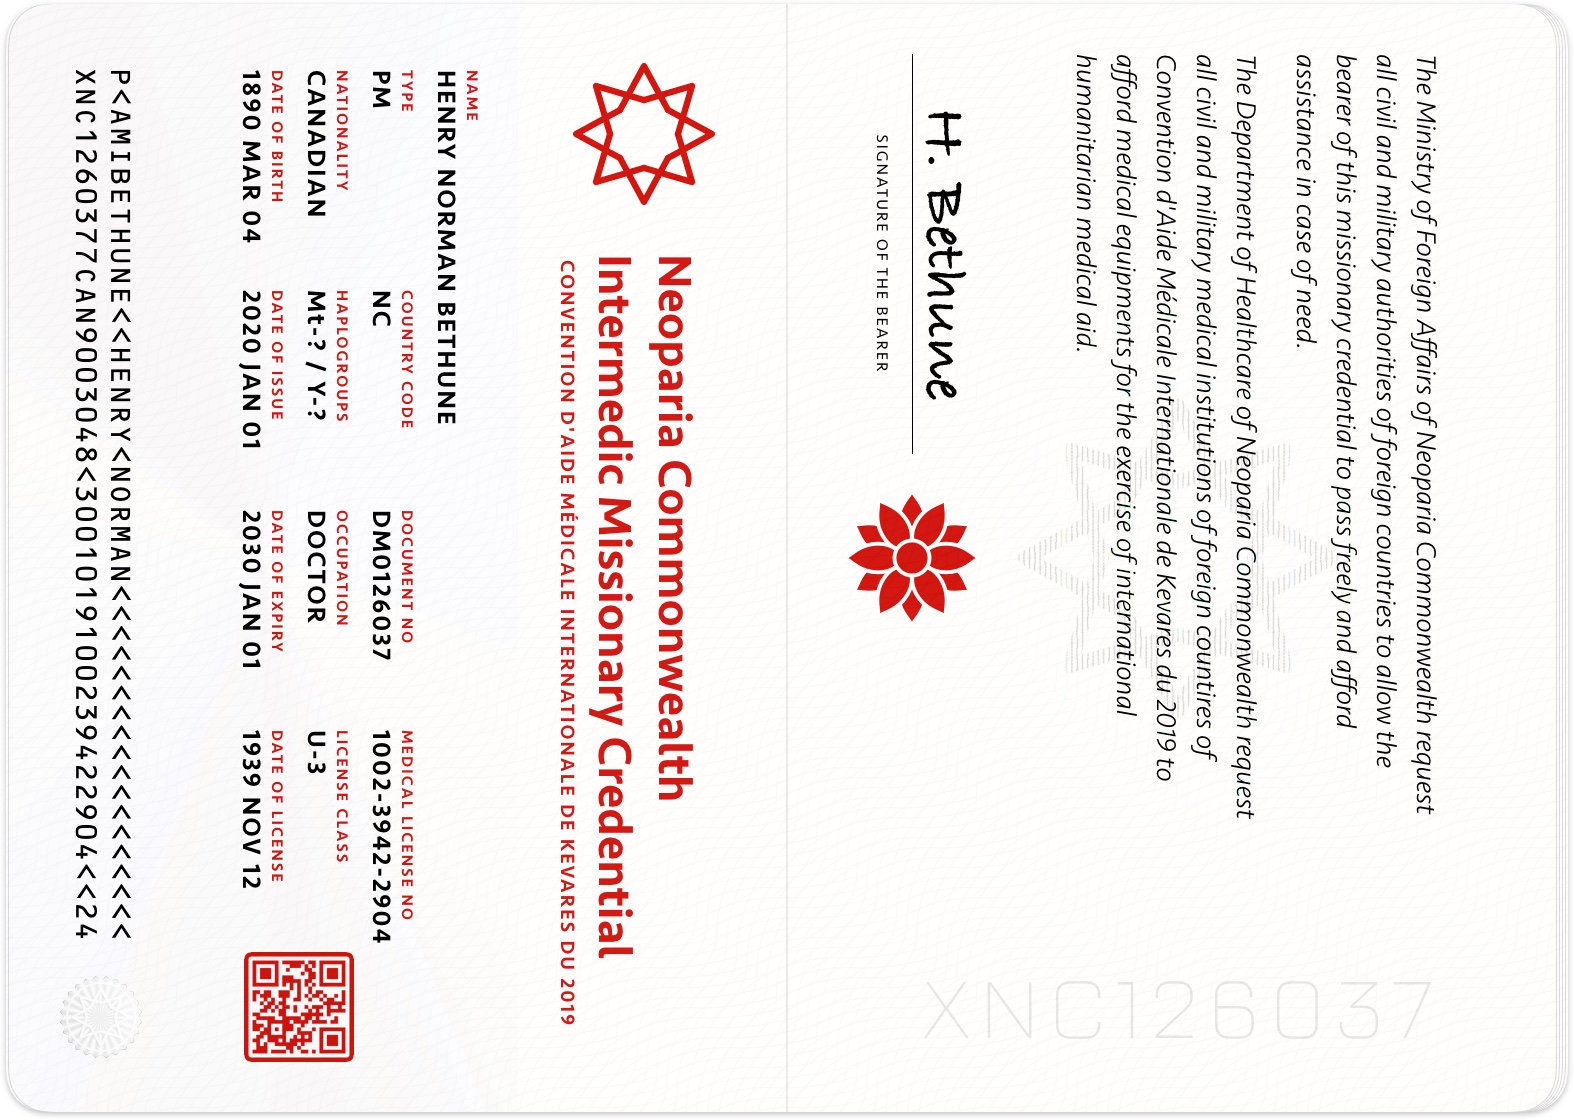 The Ministry of Foreign Affairs of Neoparia Commonwealth request
all civil and military authorities of foreign countries to allow the
bearer of this missionary credential to pass freely and afford
assistance in case of need.
The Department of Healthcare of Neoparia Commonwealth request
all civil and military medical institutions of foreign countires of
Convention d'Aide Médicale Internationale de Kevares du 2019 to
afford medical equipments for the exercise of international
humanitarian medical aid.
XNC126037
H. Bethune
SIGNATURE OF THE BEARER
Neoparia Commonwealth
Intermedic Missionary Credential
CONVENTION D'AIDE MÉDICALE INTERNATIONALE DE KEVARES DU 2019
NAME
HENRY NORMAN BETHUNE
TYPE COUNTRY CODE DOCUMENT NO MEDICAL LICENSE NO
PM NC DM0126037 1002-3942-2904
NATIONALITY HAPLOGROUPS OCCUPATION LICENSE CLASS
CANADIAN Mt-? / Y-? DOCTOR U-3
DATE OF BIRTH DATE OF ISSUE DATE OF EXPIRY DATE OF LICENSE
1890 MAR 04 2020 JAN 01 2030 JAN 01 1939 NOV 12
P<AMIBETHUNE<<HENRY<NORMAN<<<<<<<<<<<<<<<<<<
XNC1260377CAN9003048<3001019100239422904<<24